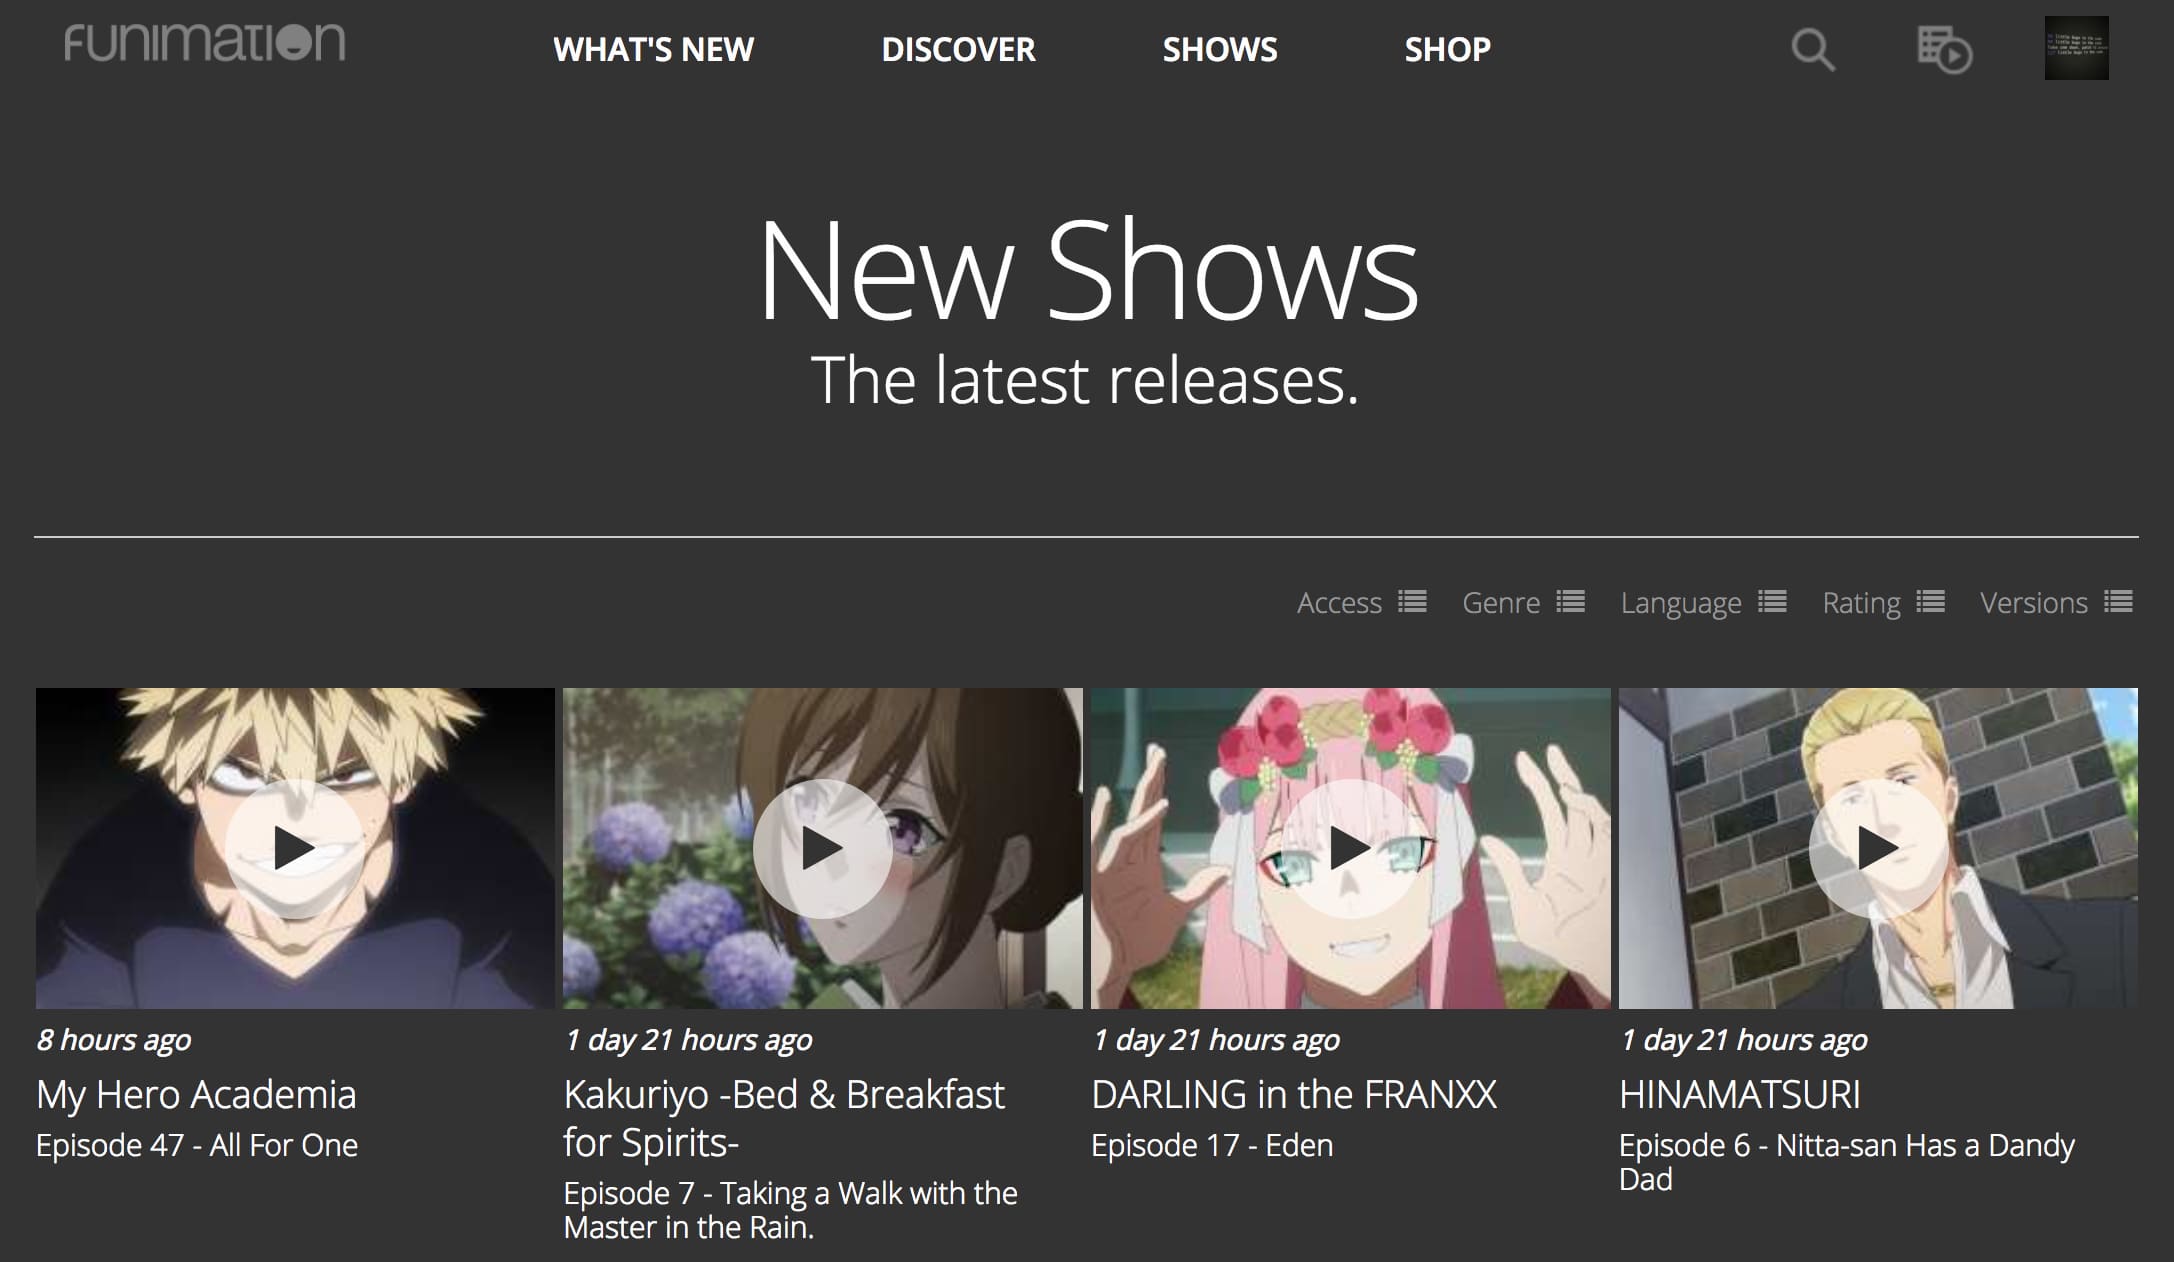 funimation
WHAT'S NEW
DISCOVER
SHOWS
SHOP
New Shows
The latest releases.
Access
Genre
Language
Rating
Versions
8 hours ago
My Hero Academia
Episode 47 - All For One
1 day 21 hours ago
Kakuriyo -Bed & Breakfast
for Spirits-
Episode 7 - Taking a Walk with the
Master in the Rain.
1 day 21 hours ago
DARLING in the FRANXX
Episode 17 - Eden
1 day 21 hours ago
HINAMATSURI
Episode 6 - Nitta-san Has a Dandy
Dad